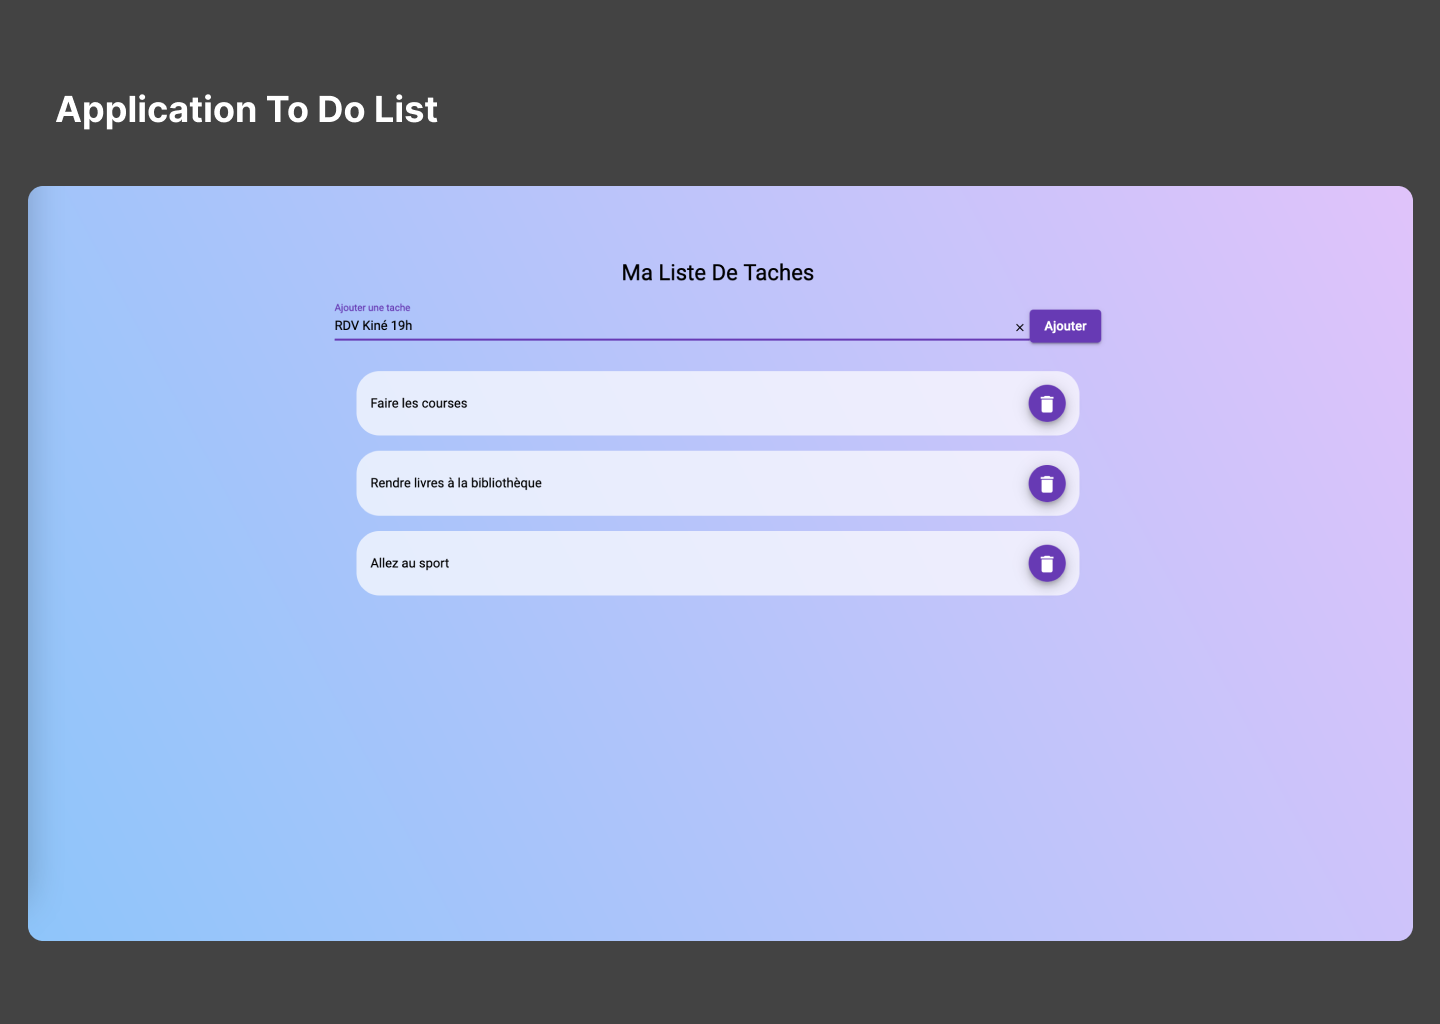 Application To Do List
Ma Liste De Taches
Ajouter une tache
RDV Kiné 19h
Ajouter
Faire les courses
Rendre livres à la bibliothèque
Allez au sport